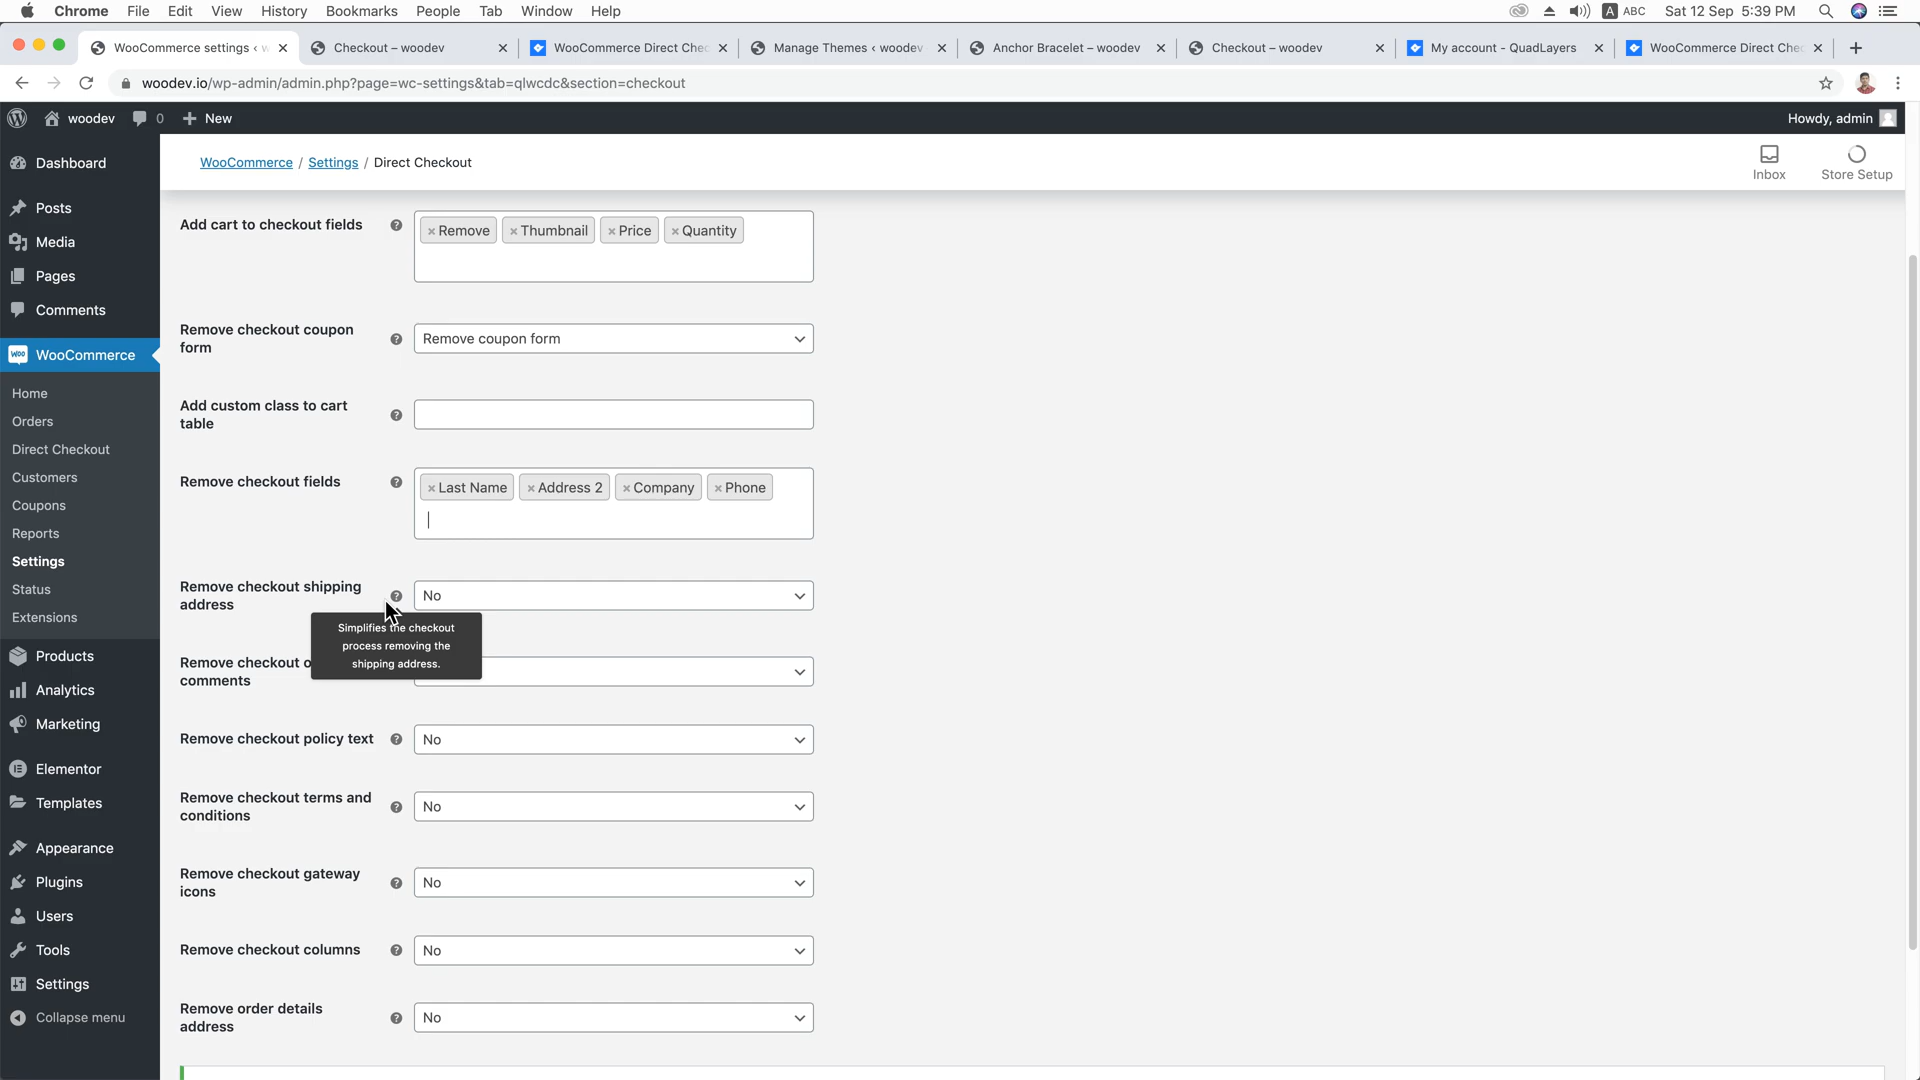 Chrome File Edit View History Bookmarks People Tab Window Help
A ABC Sat 12 Sep 5:39 PM
WooCommerce settings ‹ w
Checkout – woodev
WooCommerce Direct Chec
Manage Themes ‹ woodev
Anchor Bracelet – woodev
Checkout – woodev
My account - QuadLayers
WooCommerce Direct Chec
woodev.io/wp-admin/admin.php?page=wc-settings&tab=qlwcdc&section=checkout
woodev 0 New
Howdy, admin
WooCommerce / Settings / Direct Checkout
Inbox
Store Setup
Dashboard
Posts
Media
Pages
Comments
Woo WooCommerce
Home
Orders
Direct Checkout
Customers
Coupons
Reports
Settings
Status
Extensions
Products
Analytics
Marketing
Elementor
Templates
Appearance
Plugins
Users
Tools
Settings
Collapse menu
Add cart to checkout fields ? × Remove × Thumbnail × Price × Quantity
Remove checkout coupon
form
? Remove coupon form
Add custom class to cart
table
?
Remove checkout fields ? × Last Name × Address 2 × Company × Phone
Remove checkout shipping
address
? No
Simplifies the checkout
process removing the
shipping address.
Remove checkout o
comments
Remove checkout policy text ? No
Remove checkout terms and
conditions
? No
Remove checkout gateway
icons
? No
Remove checkout columns ? No
Remove order details
address
? No